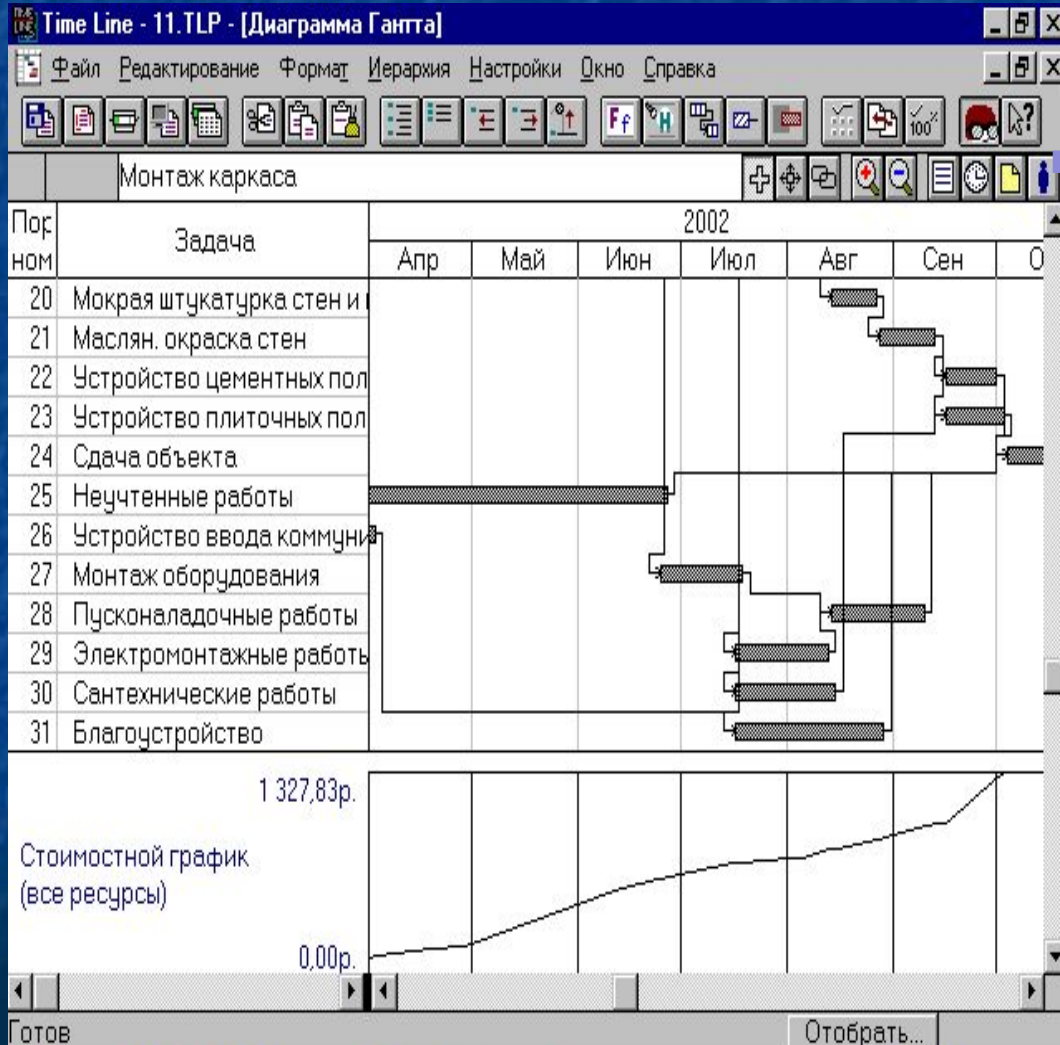 Time Line - 11.TLP - [Диаграмма Гантта]
Файл Редактирование Формат Иерархия Настройки Окно Справка
Монтаж каркаса
Пор ном
Задача
2002
Апр Май Июн Июл Авг Сен О
20 Мокрая штукатурка стен и
21 Маслян. окраска стен
22 Устройство цементных пол
23 Устройство плиточных пол
24 Сдача объекта
25 Неучтенные работы
26 Устройство ввода коммуни
27 Монтаж оборудования
28 Пусконаладочные работы
29 Электромонтажные работы
30 Сантехнические работы
31 Благоустройство
1 327,83р.
Стоимостной график
(все ресурсы)
0,00р.
Готов Отобрать...